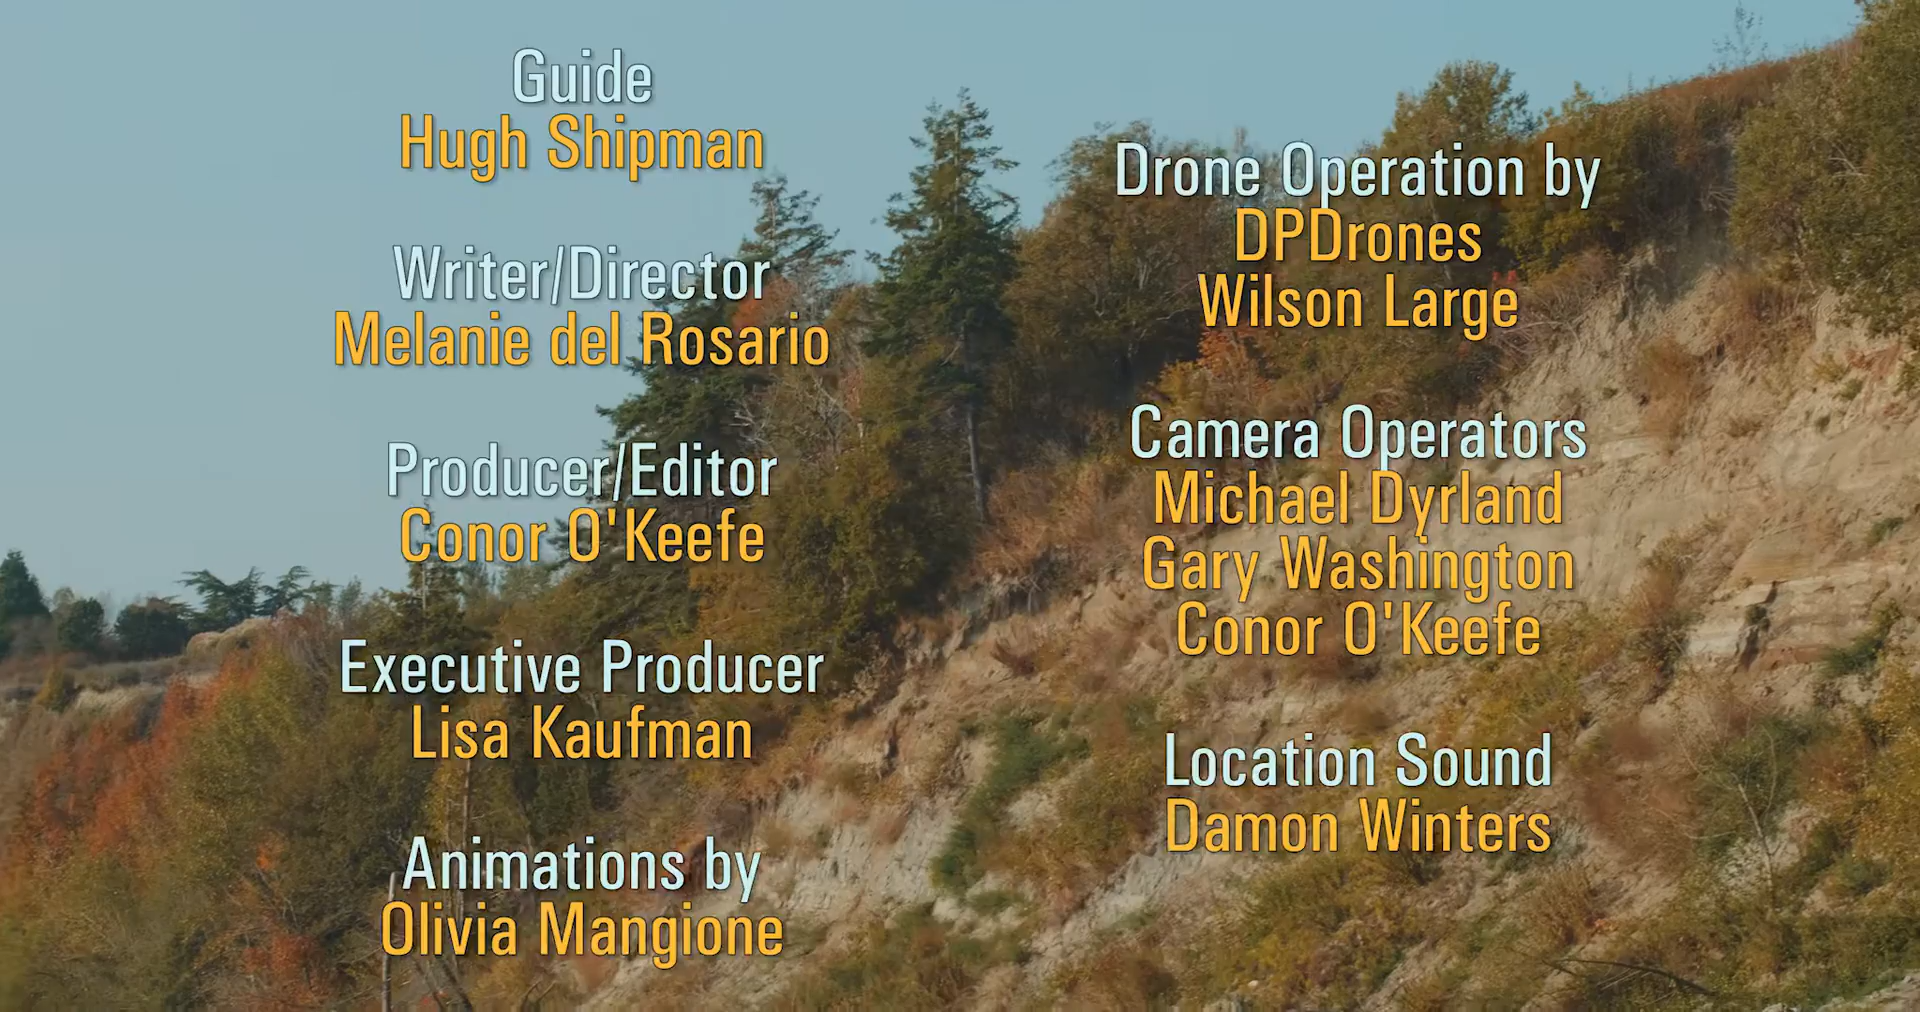 Guide
Hugh Shipman
Writer/Director
Melanie del Rosario
Producer/Editor
Conor O'Keefe
Executive Producer
Lisa Kaufman
Animations by
Olivia Mangione
Drone Operation by
DPDrones
Wilson Large
Camera Operators
Michael Dyrland
Gary Washington
Conor O'Keefe
Location Sound
Damon Winters